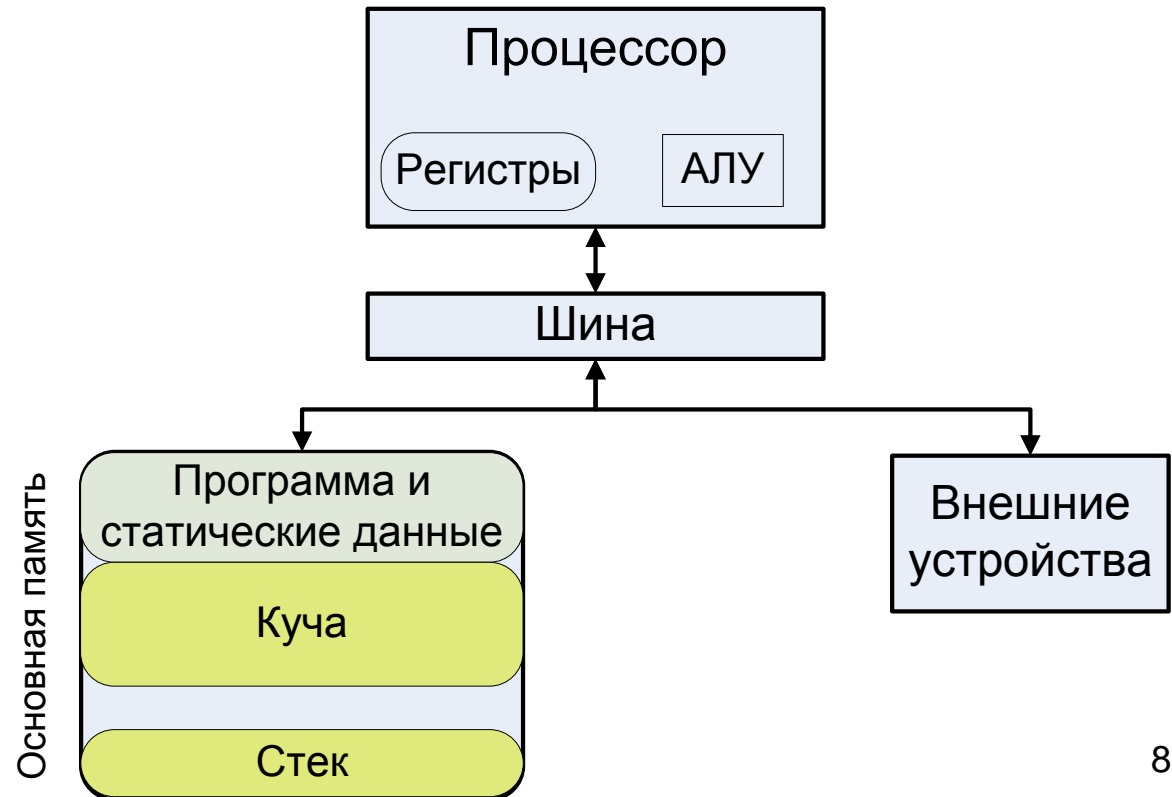 Процессор
Регистры
АЛУ
Шина
Основная память
Программа и
статические данные
Куча
Стек
Внешние
устройства
8